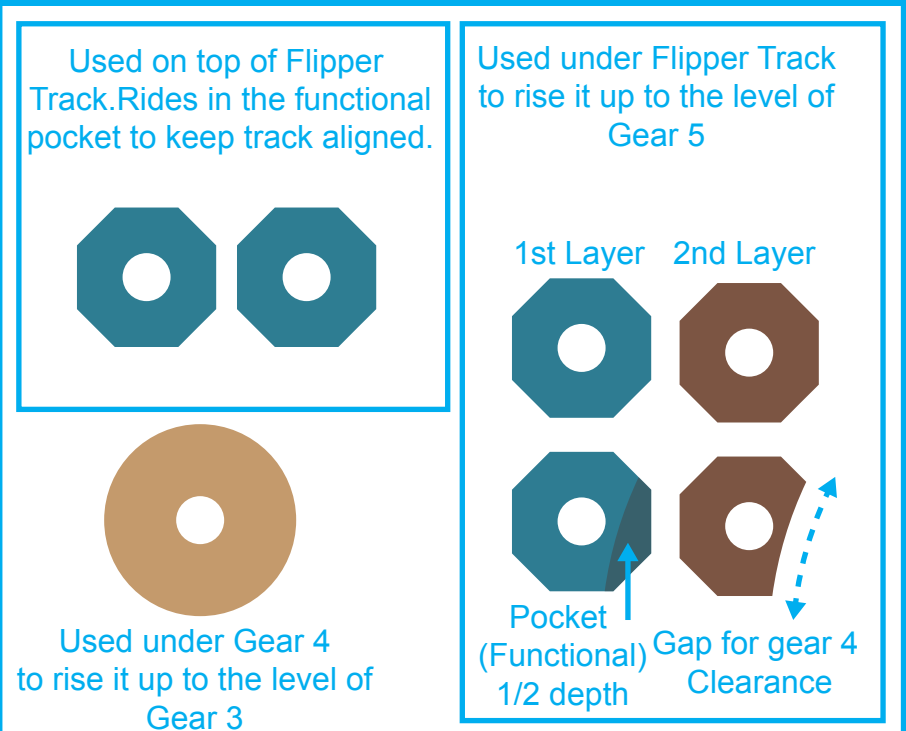 Used on top of Flipper
Track.Rides in the functional
pocket to keep track aligned.
Used under Gear 4
to rise it up to the level of
Gear 3
Used under Flipper Track
to rise it up to the level of
Gear 5
1st Layer
2nd Layer
Pocket
(Functional)
1/2 depth
Gap for gear 4
Clearance